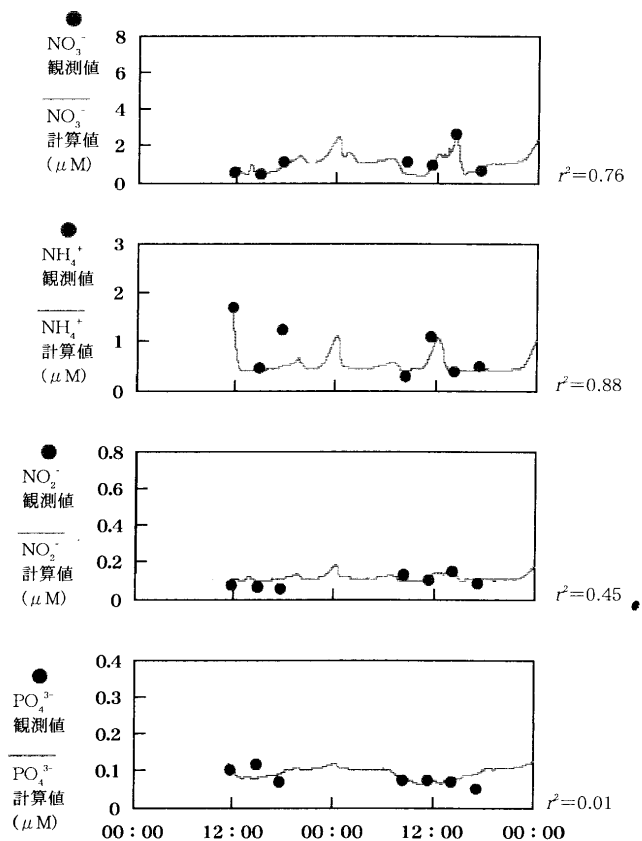 NO₃⁻
観測値
NO₃⁻
計算値
(μM)
8
6
4
2
0
r²=0.76
NH₄⁺
観測値
NH₄⁺
計算値
(μM)
3
2
1
0
r²=0.88
NO₂⁻
観測値
NO₂⁻
計算値
(μM)
0.8
0.6
0.4
0.2
0
r²=0.45
PO₄³⁻
観測値
PO₄³⁻
計算値
(μM)
0.4
0.3
0.2
0.1
0
r²=0.01
00:00 12:00 00:00 12:00 00:00